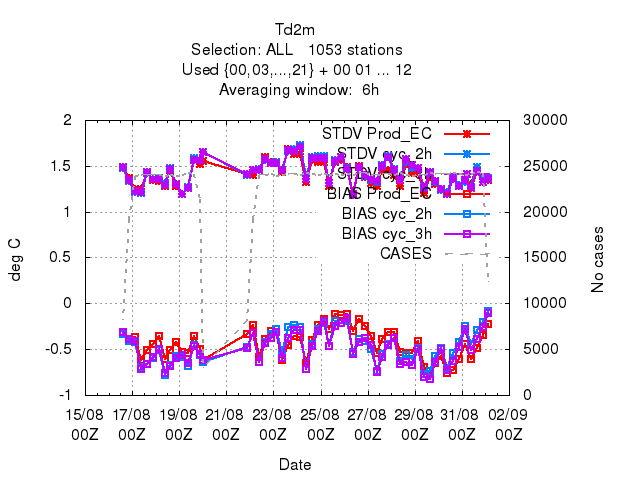 Td2m
Selection: ALL   1053 stations
Used {00,03,...,21} + 00 01 ... 12
Averaging window:  6h
2
1.5
1
0.5
0
-0.5
-1
deg C
30000
25000
20000
15000
10000
5000
0
No cases
STDV Prod_EC
STDV cyc_2h
STDV cyc_3h
BIAS Prod_EC
BIAS cyc_2h
BIAS cyc_3h
CASES
15/08 17/08 19/08 21/08 23/08 25/08 27/08 29/08 31/08 02/09
00Z 00Z 00Z 00Z 00Z 00Z 00Z 00Z 00Z 00Z
Date